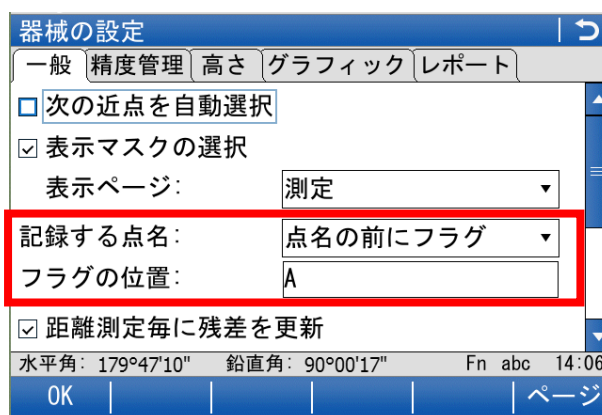 器械の設定
一般 精度管理 高さ グラフィック レポート
次の近点を自動選択
表示マスクの選択
表示ページ: 測定
記録する点名: 点名の前にフラグ
フラグの位置: A
距離測定毎に残差を更新
水平角: 179°47'10" 鉛直角: 90°00'17" Fn abc 14:06
OK ページ